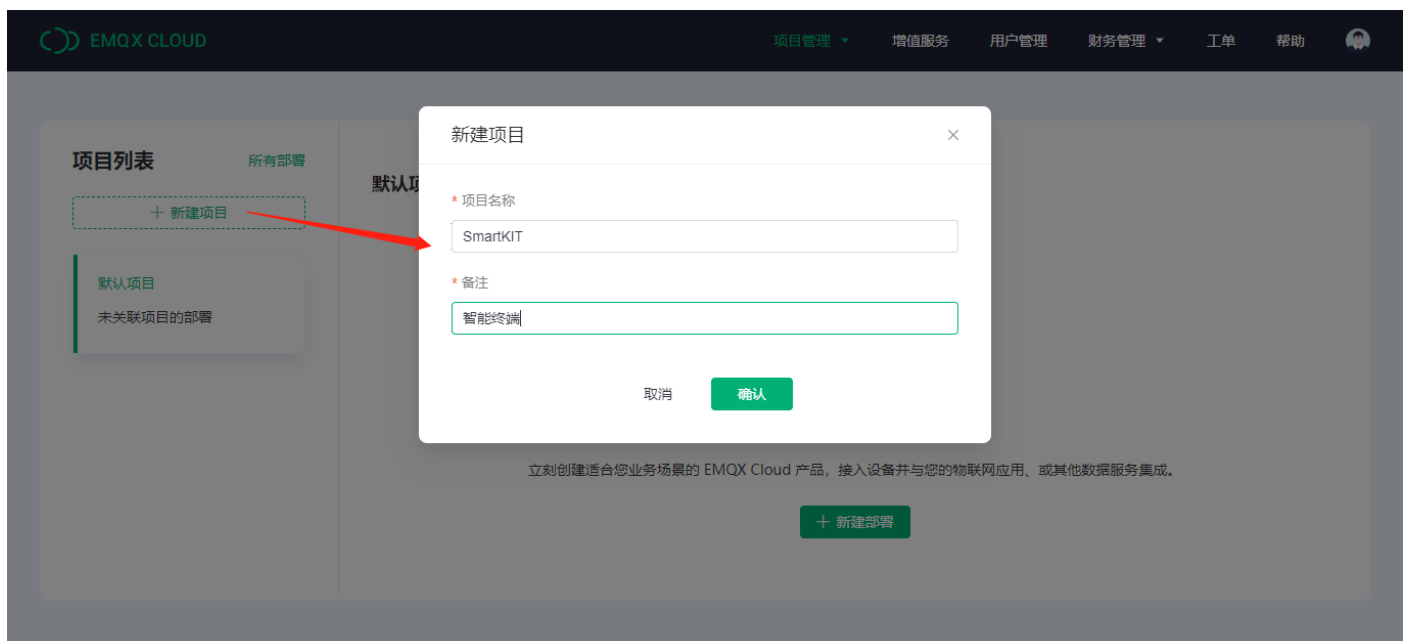 EMQX CLOUD
项目管理
增值服务
用户管理
财务管理
工单
帮助
项目列表
所有部署
＋ 新建项目
默认项目
未关联项目的部署
默认项
新建项目
* 项目名称
SmartKIT
* 备注
智能终端
取消
确认
立刻创建适合您业务场景的 EMQX Cloud 产品，接入设备并与您的物联网应用、或其他数据服务集成。
＋ 新建部署